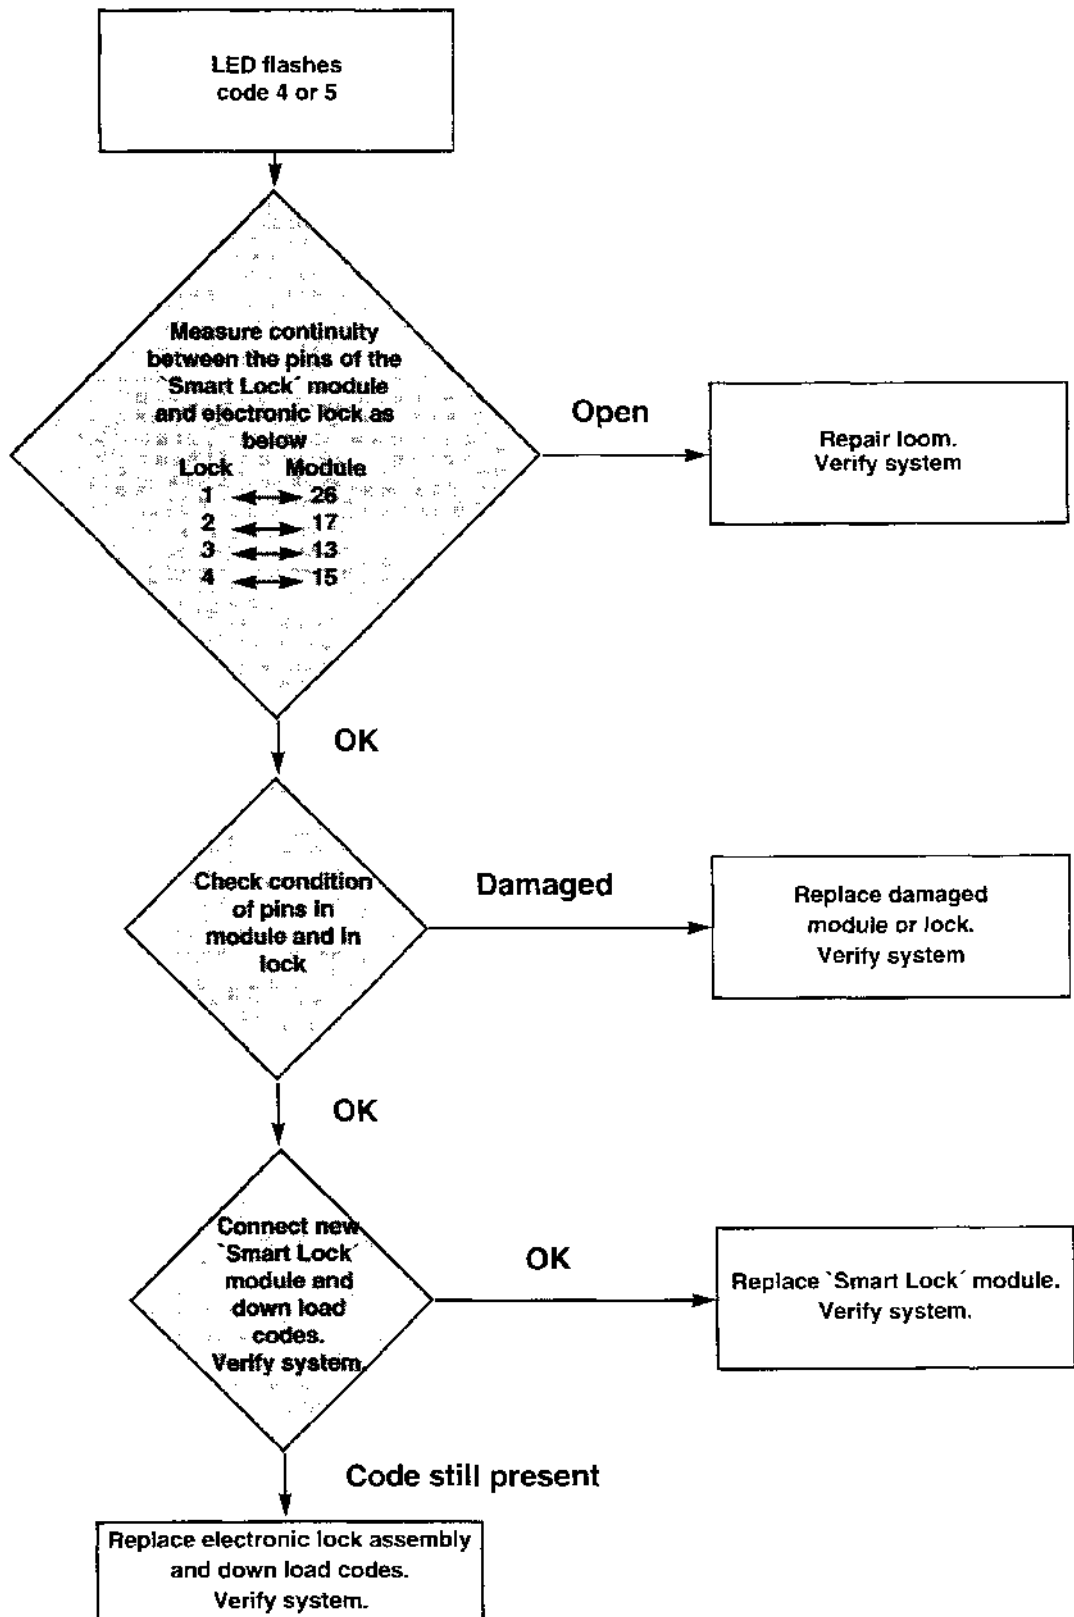 LED flashes
code 4 or 5
Measure continuity
between the pins of the
`Smart Lock´ module
and electronic lock as
below
Lock Module
1 26
2 17
3 13
4 15
Open
Repair loom.
Verify system
OK
Check condition
of pins in
module and in
lock
Damaged
Replace damaged
module or lock.
Verify system
OK
Connect new
`Smart Lock´
module and
down load
codes.
Verify system.
OK
Replace `Smart Lock´ module.
Verify system.
Code still present
Replace electronic lock assembly
and down load codes.
Verify system.